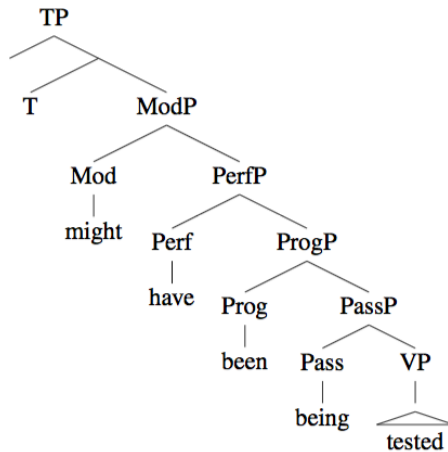 TP
T ModP
Mod PerfP
might Perf ProgP
have Prog PassP
been Pass VP
being tested